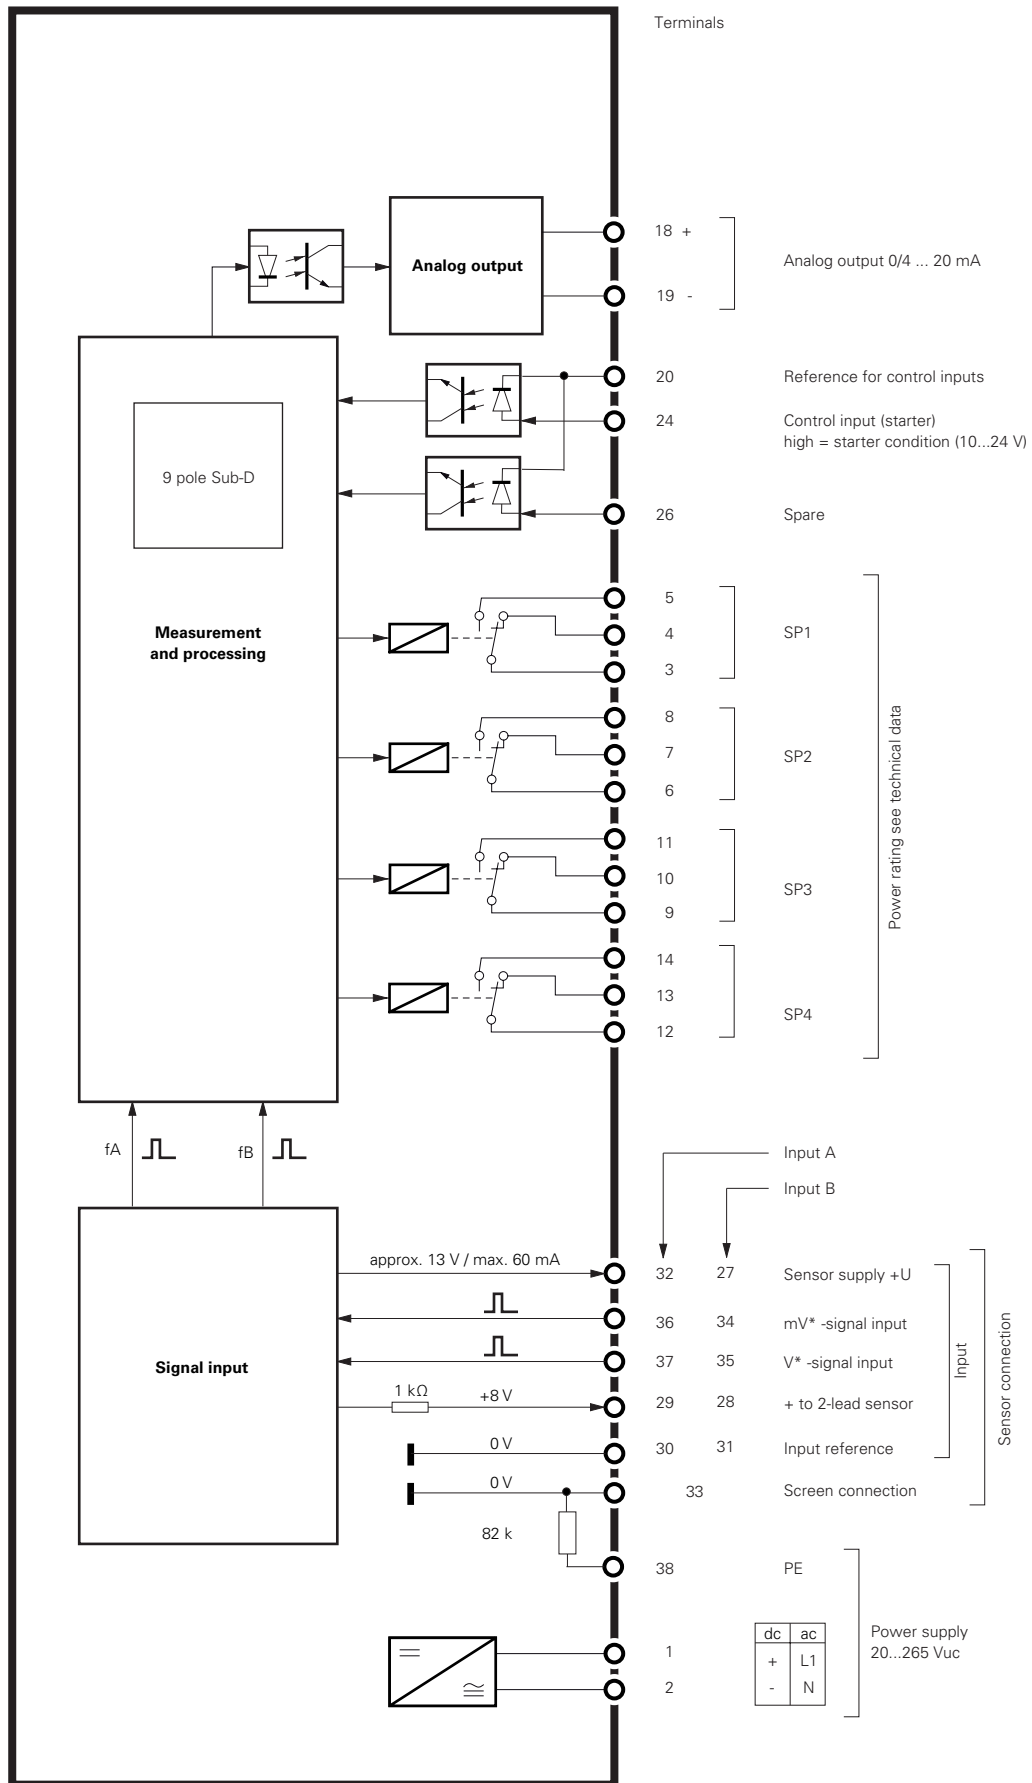 Terminals
18 +
Analog output
Analog output 0/4 ... 20 mA
19 -
20 Reference for control inputs
24 Control input (starter)
high = starter condition (10...24 V)
9 pole Sub-D
26 Spare
5
Measurement
and processing
4 SP1
3
8
7 SP2
6
Power rating see technical data
11
10 SP3
9
14
13 SP4
12
fA fB
Input A
Input B
approx. 13 V / max. 60 mA
32 27 Sensor supply +U
36 34 mV* -signal input
Signal input
37 35 V* -signal input
1 kΩ +8 V
29 28 + to 2-lead sensor
0 V
30 31 Input reference
Input
Sensor connection
0 V
33 Screen connection
82 k
38 PE
dc ac
+ L1
- N
Power supply
20...265 Vuc
1
2